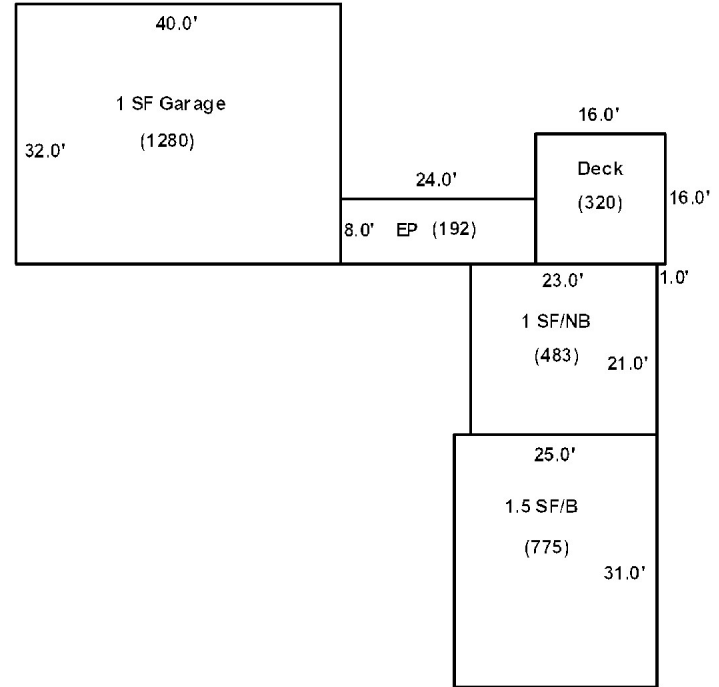 40.0'
1 SF Garage
(1280)
32.0'
16.0'
Deck
(320)
16.0'
24.0'
8.0' EP (192)
23.0'
1.0'
1 SF/NB
(483)
21.0'
25.0'
1.5 SF/B
(775)
31.0'